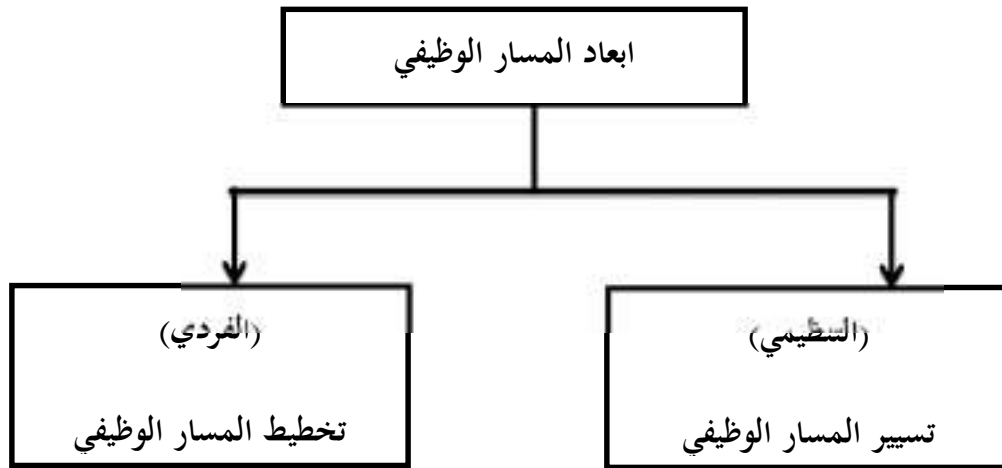 ابعاد المسار الوظيفي
(التنظيمي)
تسيير المسار الوظيفي
(الفردي)
تخطيط المسار الوظيفي